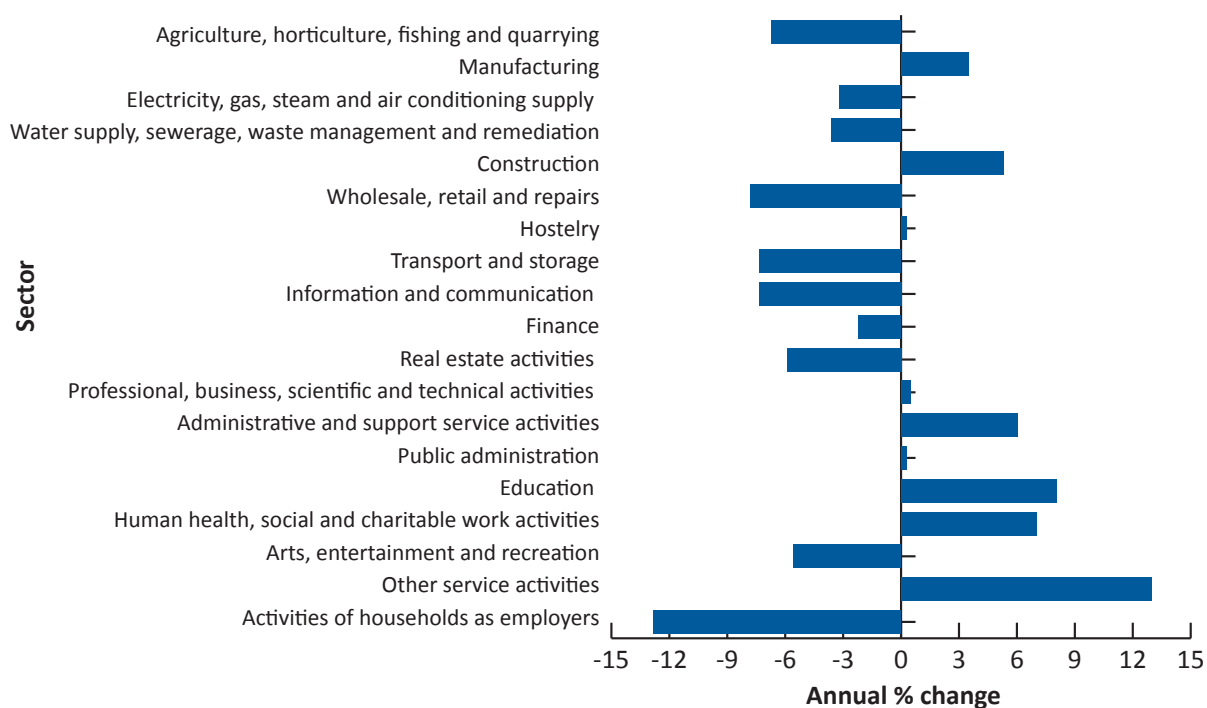 Sector
Agriculture, horticulture, fishing and quarrying
Manufacturing
Electricity, gas, steam and air conditioning supply
Water supply, sewerage, waste management and remediation
Construction
Wholesale, retail and repairs
Hostelry
Transport and storage
Information and communication
Finance
Real estate activities
Professional, business, scientific and technical activities
Administrative and support service activities
Public administration
Education
Human health, social and charitable work activities
Arts, entertainment and recreation
Other service activities
Activities of households as employers
-15 -12 -9 -6 -3 0 3 6 9 12 15
Annual % change